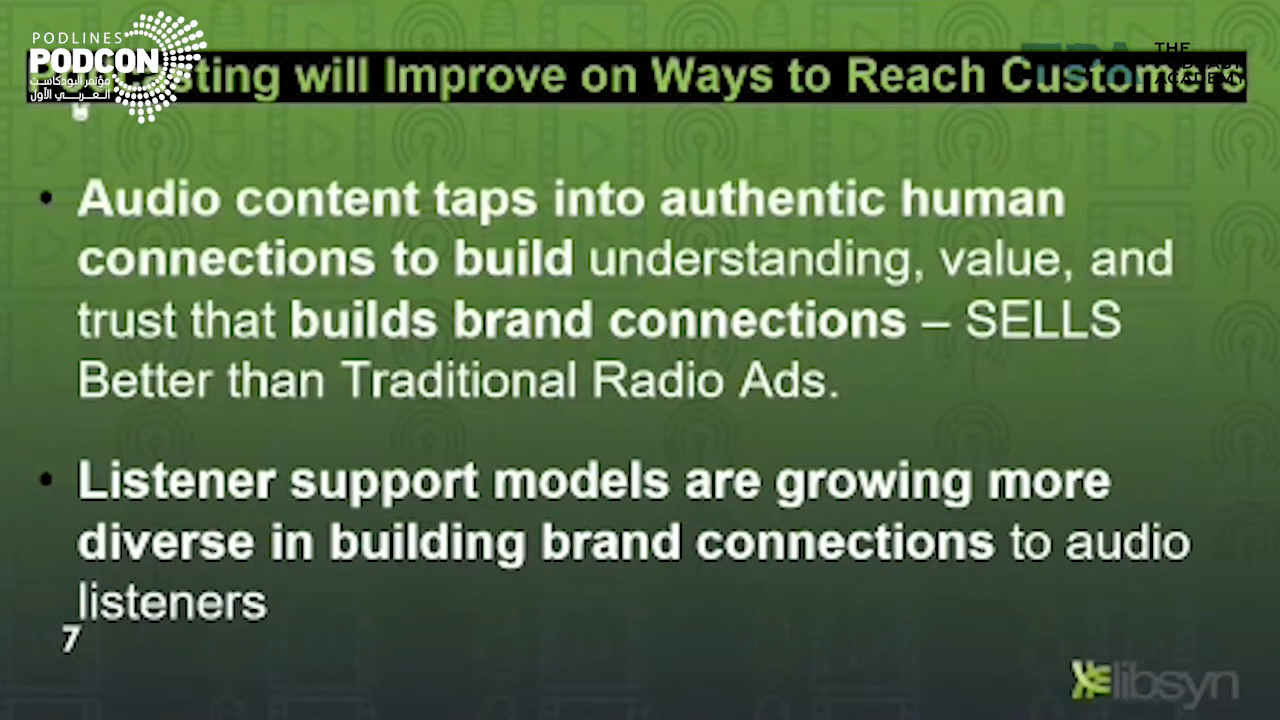 PODLINES
PODCON
مؤتمر البودكاست
العربي الأول
THE
ACADEMY
will Improve on Ways to Reach Customers
• Audio content taps into authentic human
connections to build understanding, value, and
trust that builds brand connections – SELLS
Better than Traditional Radio Ads.
• Listener support models are growing more
diverse in building brand connections to audio
listeners
7
libsyn